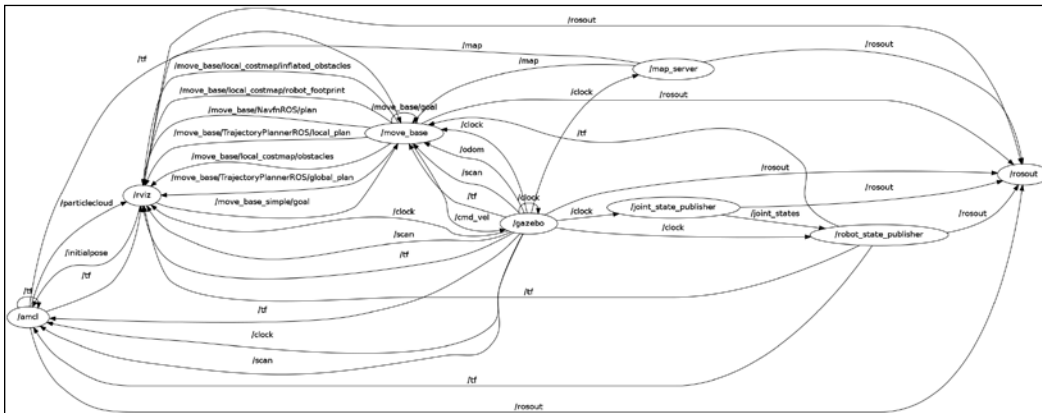 /rosout
/map
/rosout
/tf
/map
/map_server
/move_base/local_costmap/inflated_obstacles
/move_base/local_costmap/robot_footprint
/clock
/rosout
/move_base/goal
/move_base/NavfnROS/plan
/clock
/tf
/move_base/TrajectoryPlannerROS/local_plan
/move_base
/odom
/move_base/local_costmap/obstacles
/scan
/rosout
/move_base/TrajectoryPlannerROS/global_plan
/rosout
/rviz
/tf
/clock
/rosout
/particlecloud
/move_base_simple/goal
/cmd_vel
/clock
/joint_state_publisher
/joint_states
/rosout
/clock
/gazebo
/clock
/robot_state_publisher
/scan
/initialpose
/tf
/tf
/tf
/tf
/tf
/amcl
/clock
/scan
/tf
/rosout